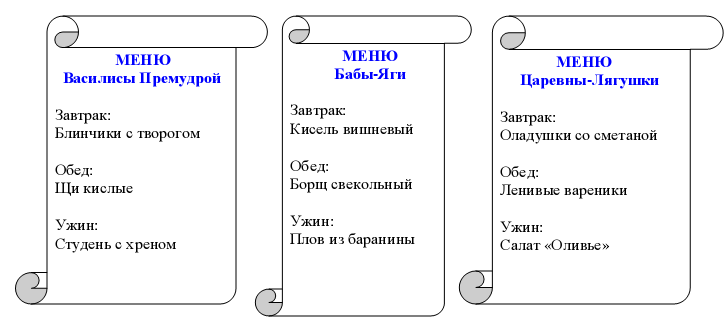 МЕНЮ
Василисы Премудрой
Завтрак:
Блинчики с творогом
Обед:
Щи кислые
Ужин:
Студень с хреном
МЕНЮ
Бабы-Яги
Завтрак:
Кисель вишневый
Обед:
Борщ свекольный
Ужин:
Плов из баранины
МЕНЮ
Царевны-Лягушки
Завтрак:
Оладушки со сметаной
Обед:
Ленивые вареники
Ужин:
Салат «Оливье»